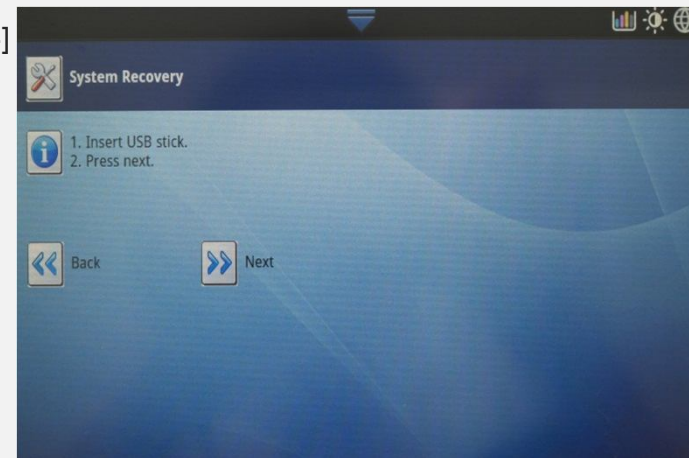 ]
System Recovery
1. Insert USB stick.
2. Press next.
Back
Next